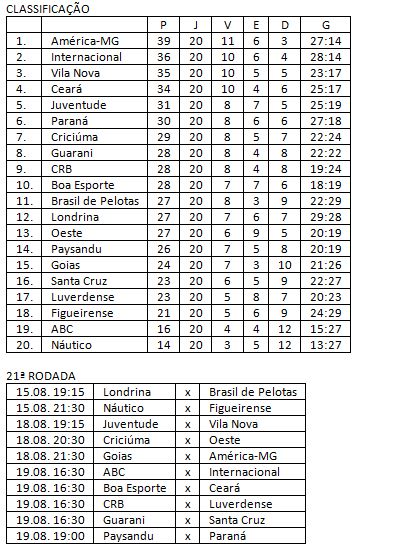 CLASSIFICAÇÃO
P J V E D G
1. América-MG 39 20 11 6 3 27:14
2. Internacional 36 20 10 6 4 28:14
3. Vila Nova 35 20 10 5 5 23:17
4. Ceará 34 20 10 4 6 25:17
5. Juventude 31 20 8 7 5 25:19
6. Paraná 30 20 8 6 6 27:18
7. Criciúma 29 20 8 5 7 22:24
8. Guarani 28 20 8 4 8 22:22
9. CRB 28 20 8 4 8 19:24
10. Boa Esporte 28 20 7 7 6 18:19
11. Brasil de Pelotas 27 20 8 3 9 22:29
12. Londrina 27 20 7 6 7 29:28
13. Oeste 27 20 6 9 5 20:19
14. Paysandu 26 20 7 5 8 20:19
15. Goias 24 20 7 3 10 21:26
16. Santa Cruz 23 20 6 5 9 22:27
17. Luverdense 23 20 5 8 7 20:23
18. Figueirense 21 20 5 6 9 24:29
19. ABC 16 20 4 4 12 15:27
20. Náutico 14 20 3 5 12 13:27
21ª RODADA
15.08. 19:15 Londrina x Brasil de Pelotas
15.08. 21:30 Náutico x Figueirense
18.08. 19:15 Juventude x Vila Nova
18.08. 20:30 Criciúma x Oeste
18.08. 21:30 Goias x América-MG
19.08. 16:30 ABC x Internacional
19.08. 16:30 Boa Esporte x Ceará
19.08. 16:30 CRB x Luverdense
19.08. 16:30 Guarani x Santa Cruz
19.08. 19:00 Paysandu x Paraná